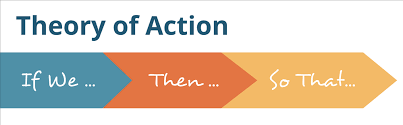 Theory of Action
If We ... Then ... So That...